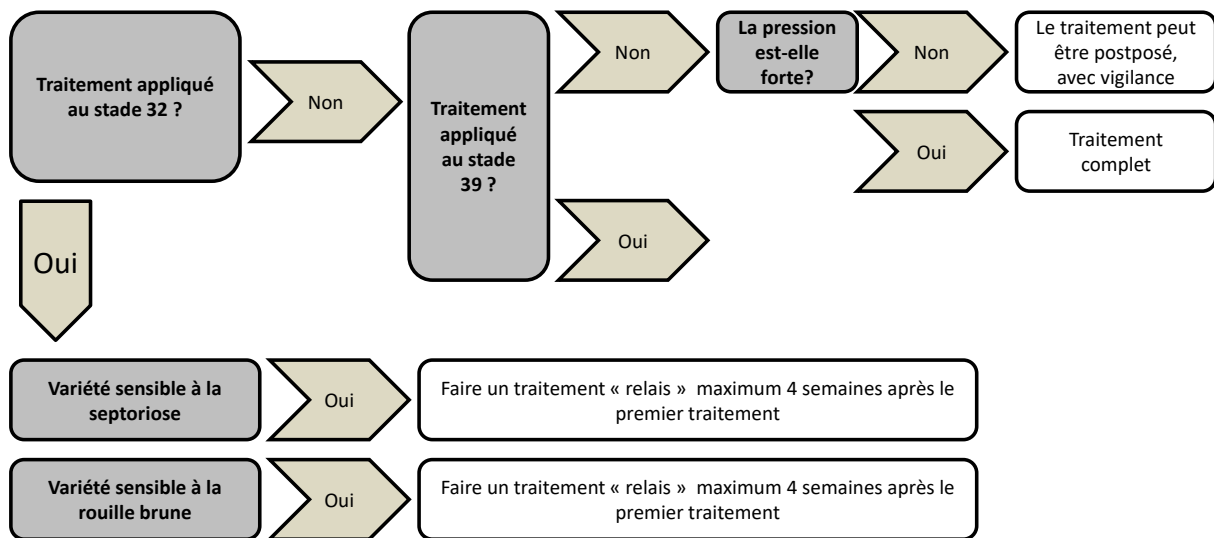 Traitement appliqué
au stade 32 ?
Non
Traitement
appliqué
au stade
39 ?
Non
La pression
est-elle
forte?
Non
Le traitement peut
être postposé,
avec vigilance
Oui
Traitement
complet
Oui
Oui
Variété sensible à la
septoriose
Oui
Faire un traitement « relais »  maximum 4 semaines après le
premier traitement
Variété sensible à la
rouille brune
Oui
Faire un traitement « relais »  maximum 4 semaines après le
premier traitement